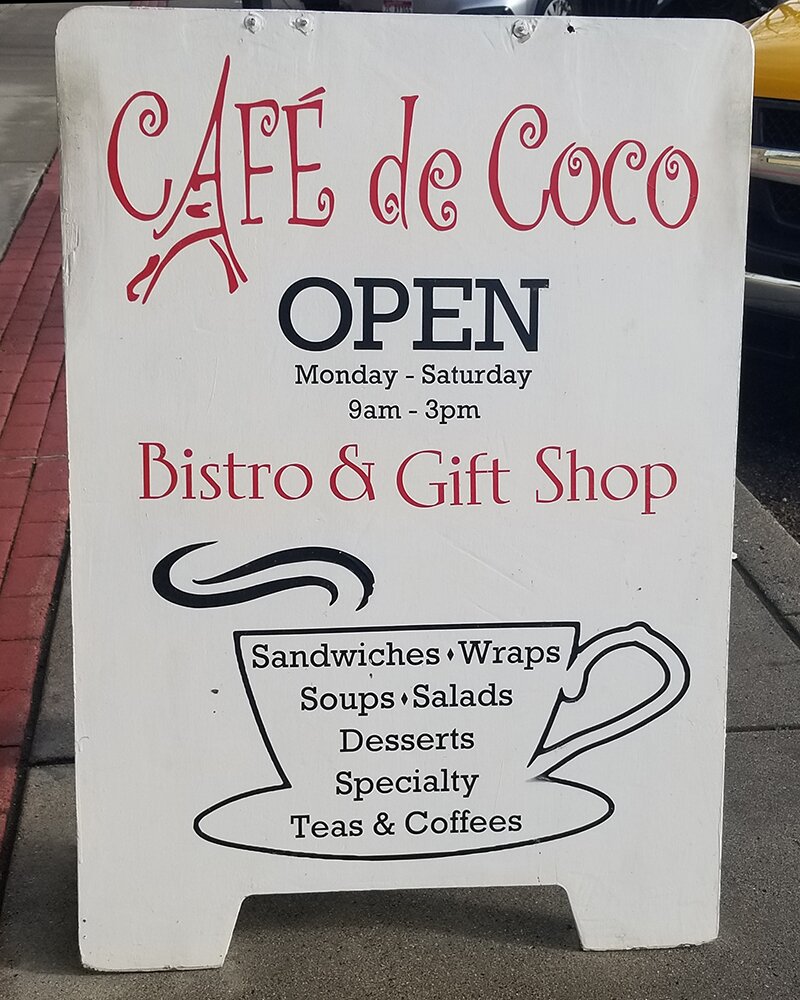 CAFÉ de Coco
OPEN
Monday - Saturday
9am - 3pm
Bistro & Gift Shop
Sandwiches ⬧ Wraps
Soups ⬧ Salads
Desserts
Specialty
Teas & Coffees